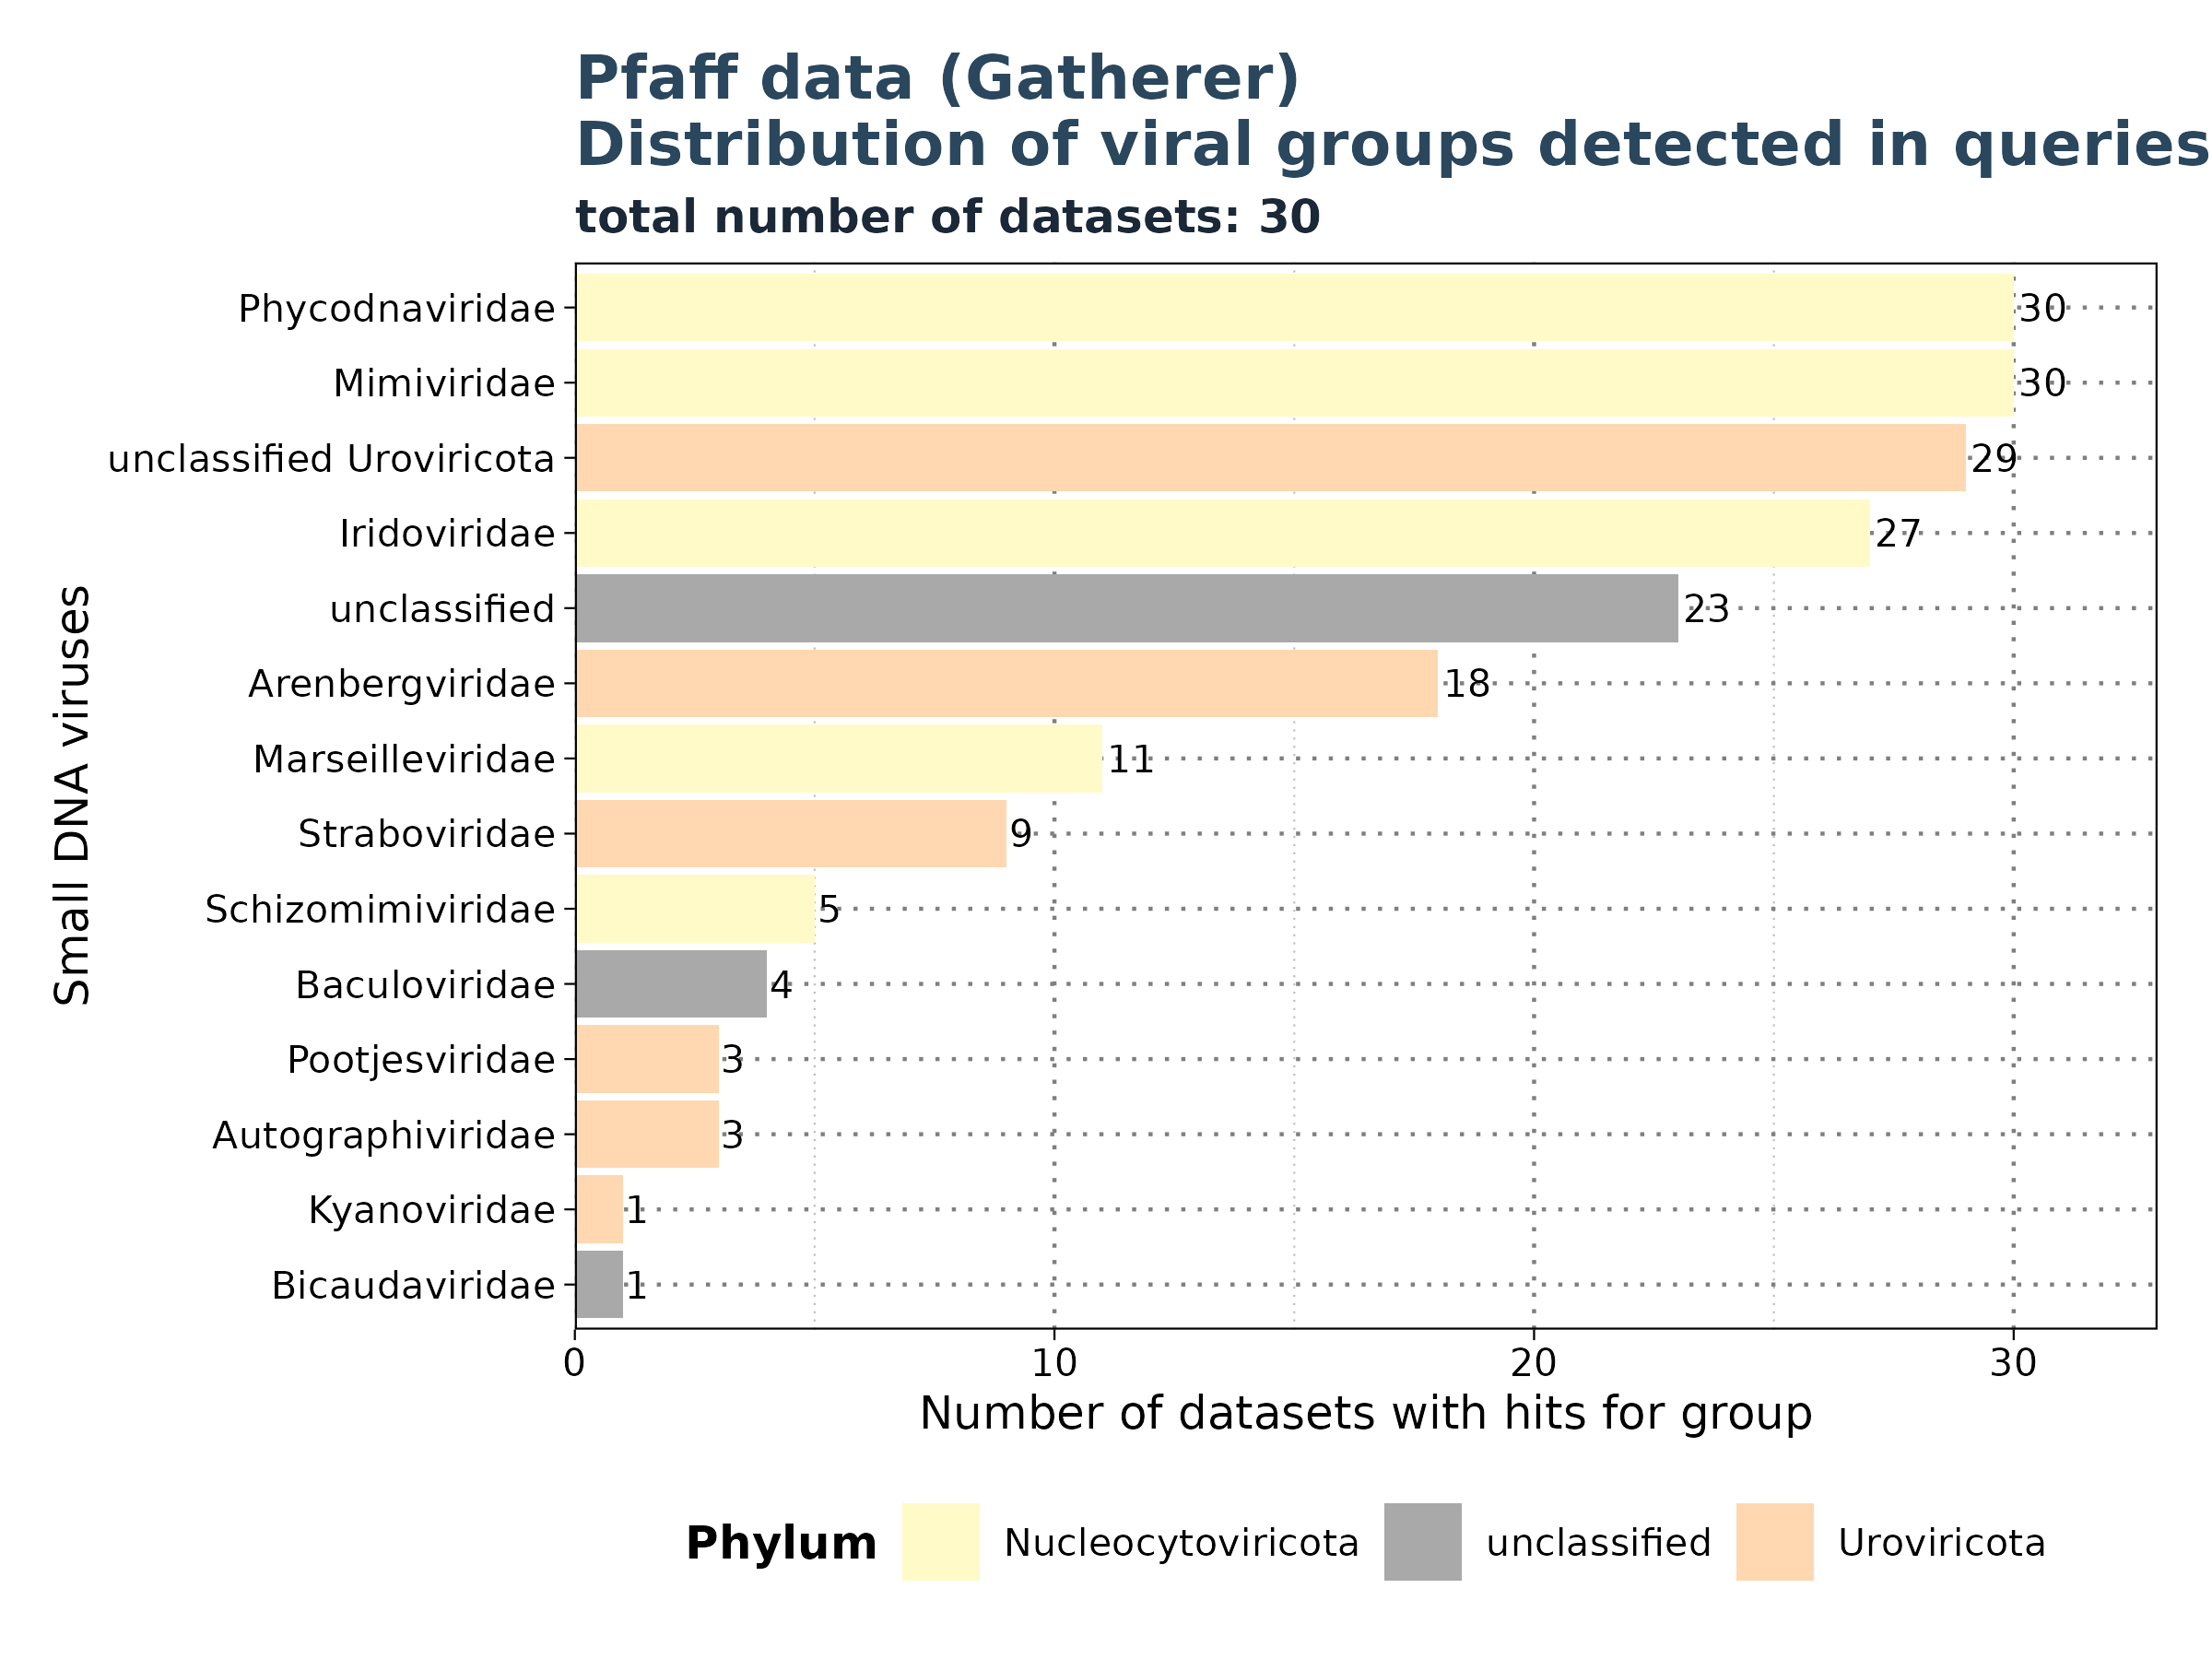 Pfaff data (Gatherer)
Distribution of viral groups detected in queries
total number of datasets: 30
Small DNA viruses
Phycodnaviridae 30
Mimiviridae 30
unclassified Uroviricota 29
Iridoviridae 27
unclassified 23
Arenbergviridae 18
Marseilleviridae 11
Straboviridae 9
Schizomimiviridae 5
Baculoviridae 4
Pootjesviridae 3
Autographiviridae 3
Kyanoviridae 1
Bicaudaviridae 1
0 10 20 30
Number of datasets with hits for group
Phylum Nucleocytoviricota unclassified Uroviricota